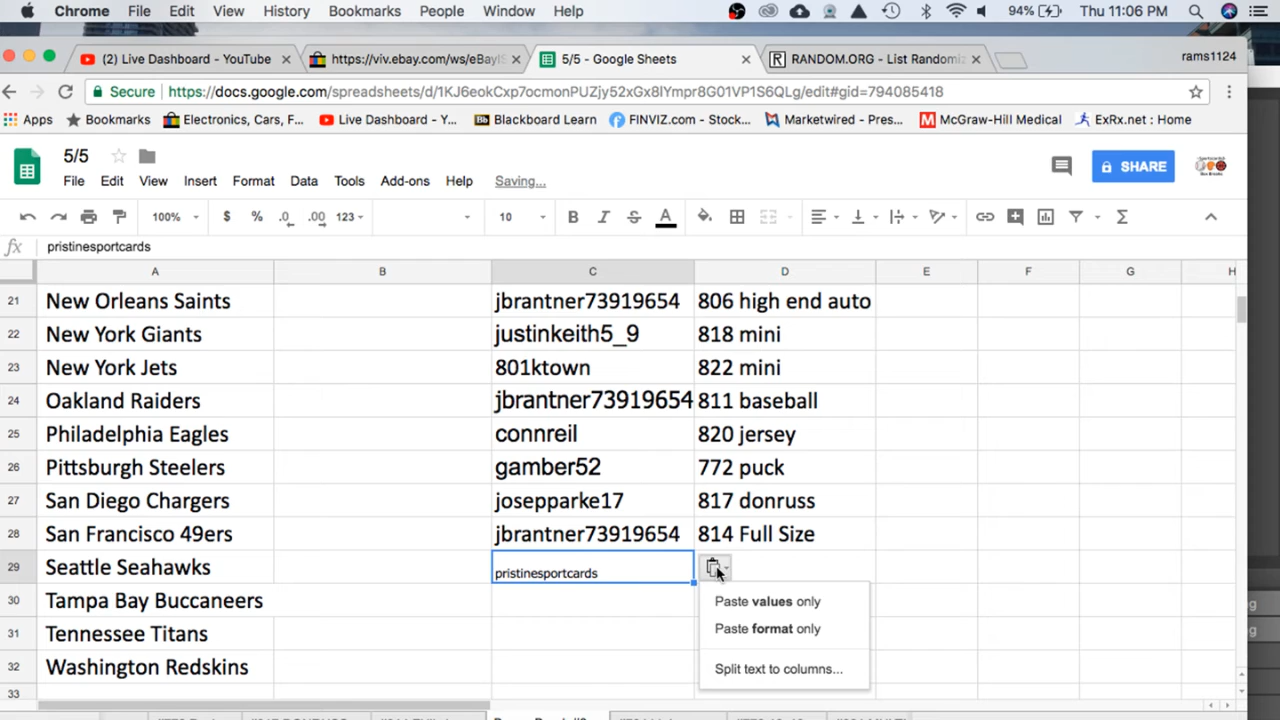 Chrome File Edit View History Bookmarks People Window Help 94% Thu 11:06 PM
(2) Live Dashboard - YouTube https://viv.ebay.com/ws/eBayIS 5/5 - Google Sheets RANDOM.ORG - List Randomiz rams1124
Secure https://docs.google.com/spreadsheets/d/1KJ6eokCxp7ocmonPUZjy52xGx8lYmpr8G01VP1S6QLg/edit#gid=794085418
Apps Bookmarks Electronics, Cars, F... Live Dashboard - Y... Blackboard Learn FINVIZ.com - Stock... Marketwired - Pres... McGraw-Hill Medical ExRx.net : Home
5/5 SHARE
File Edit View Insert Format Data Tools Add-ons Help Saving...
100% $ % .0 .00 123 10 B I S A
fx pristinesportcards
A B C D E F G H
21 New Orleans Saints jbrantner73919654 806 high end auto
22 New York Giants justinkeith5_9 818 mini
23 New York Jets 801ktown 822 mini
24 Oakland Raiders jbrantner73919654 811 baseball
25 Philadelphia Eagles connreil 820 jersey
26 Pittsburgh Steelers gamber52 772 puck
27 San Diego Chargers josepparke17 817 donruss
28 San Francisco 49ers jbrantner73919654 814 Full Size
29 Seattle Seahawks pristinesportcards
30 Tampa Bay Buccaneers Paste values only
31 Tennessee Titans Paste format only
32 Washington Redskins Split text to columns...
33